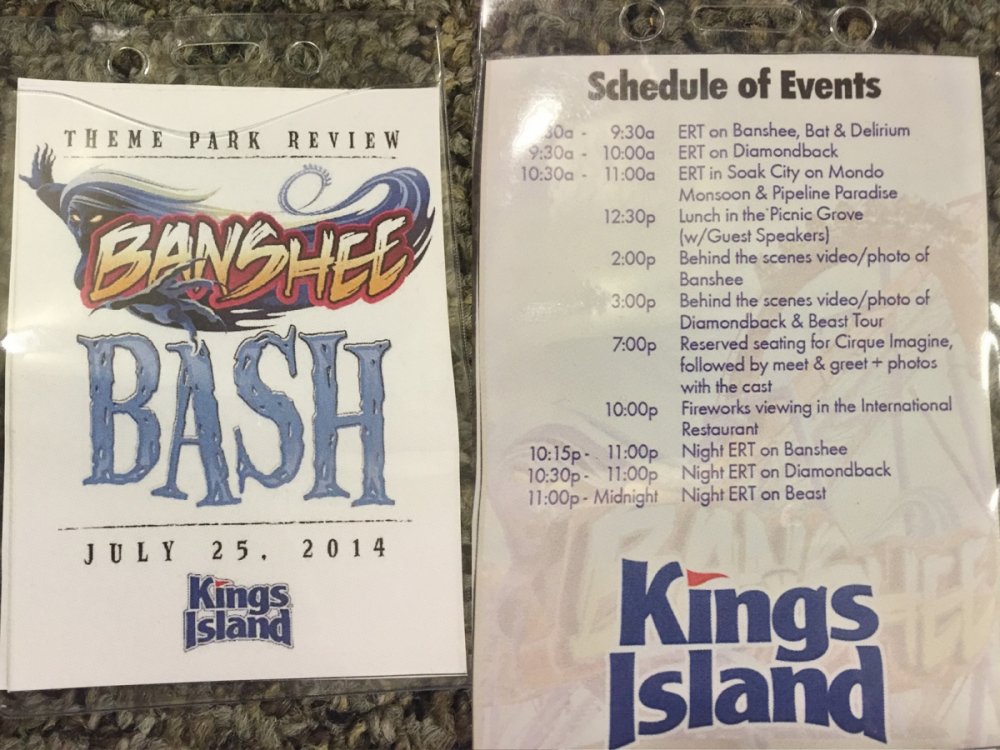 THEME PARK REVIEW
BANSHEE
BASH
JULY 25, 2014
Kings
Island
Schedule of Events
30a - 9:30a ERT on Banshee, Bat & Delirium
9:30a - 10:00a ERT on Diamondback
10:30a - 11:00a ERT in Soak City on Mondo
Monsoon & Pipeline Paradise
12:30p Lunch in the Picnic Grove
(w/Guest Speakers)
2:00p Behind the scenes video/photo of
Banshee
3:00p Behind the scenes video/photo of
Diamondback & Beast Tour
7:00p Reserved seating for Cirque Imagine,
followed by meet & greet + photos
with the cast
10:00p Fireworks viewing in the International
Restaurant
10:15p - 11:00p Night ERT on Banshee
10:30p - 11:00p Night ERT on Diamondback
11:00p - Midnight Night ERT on Beast
BANSHEE
Kings
Island